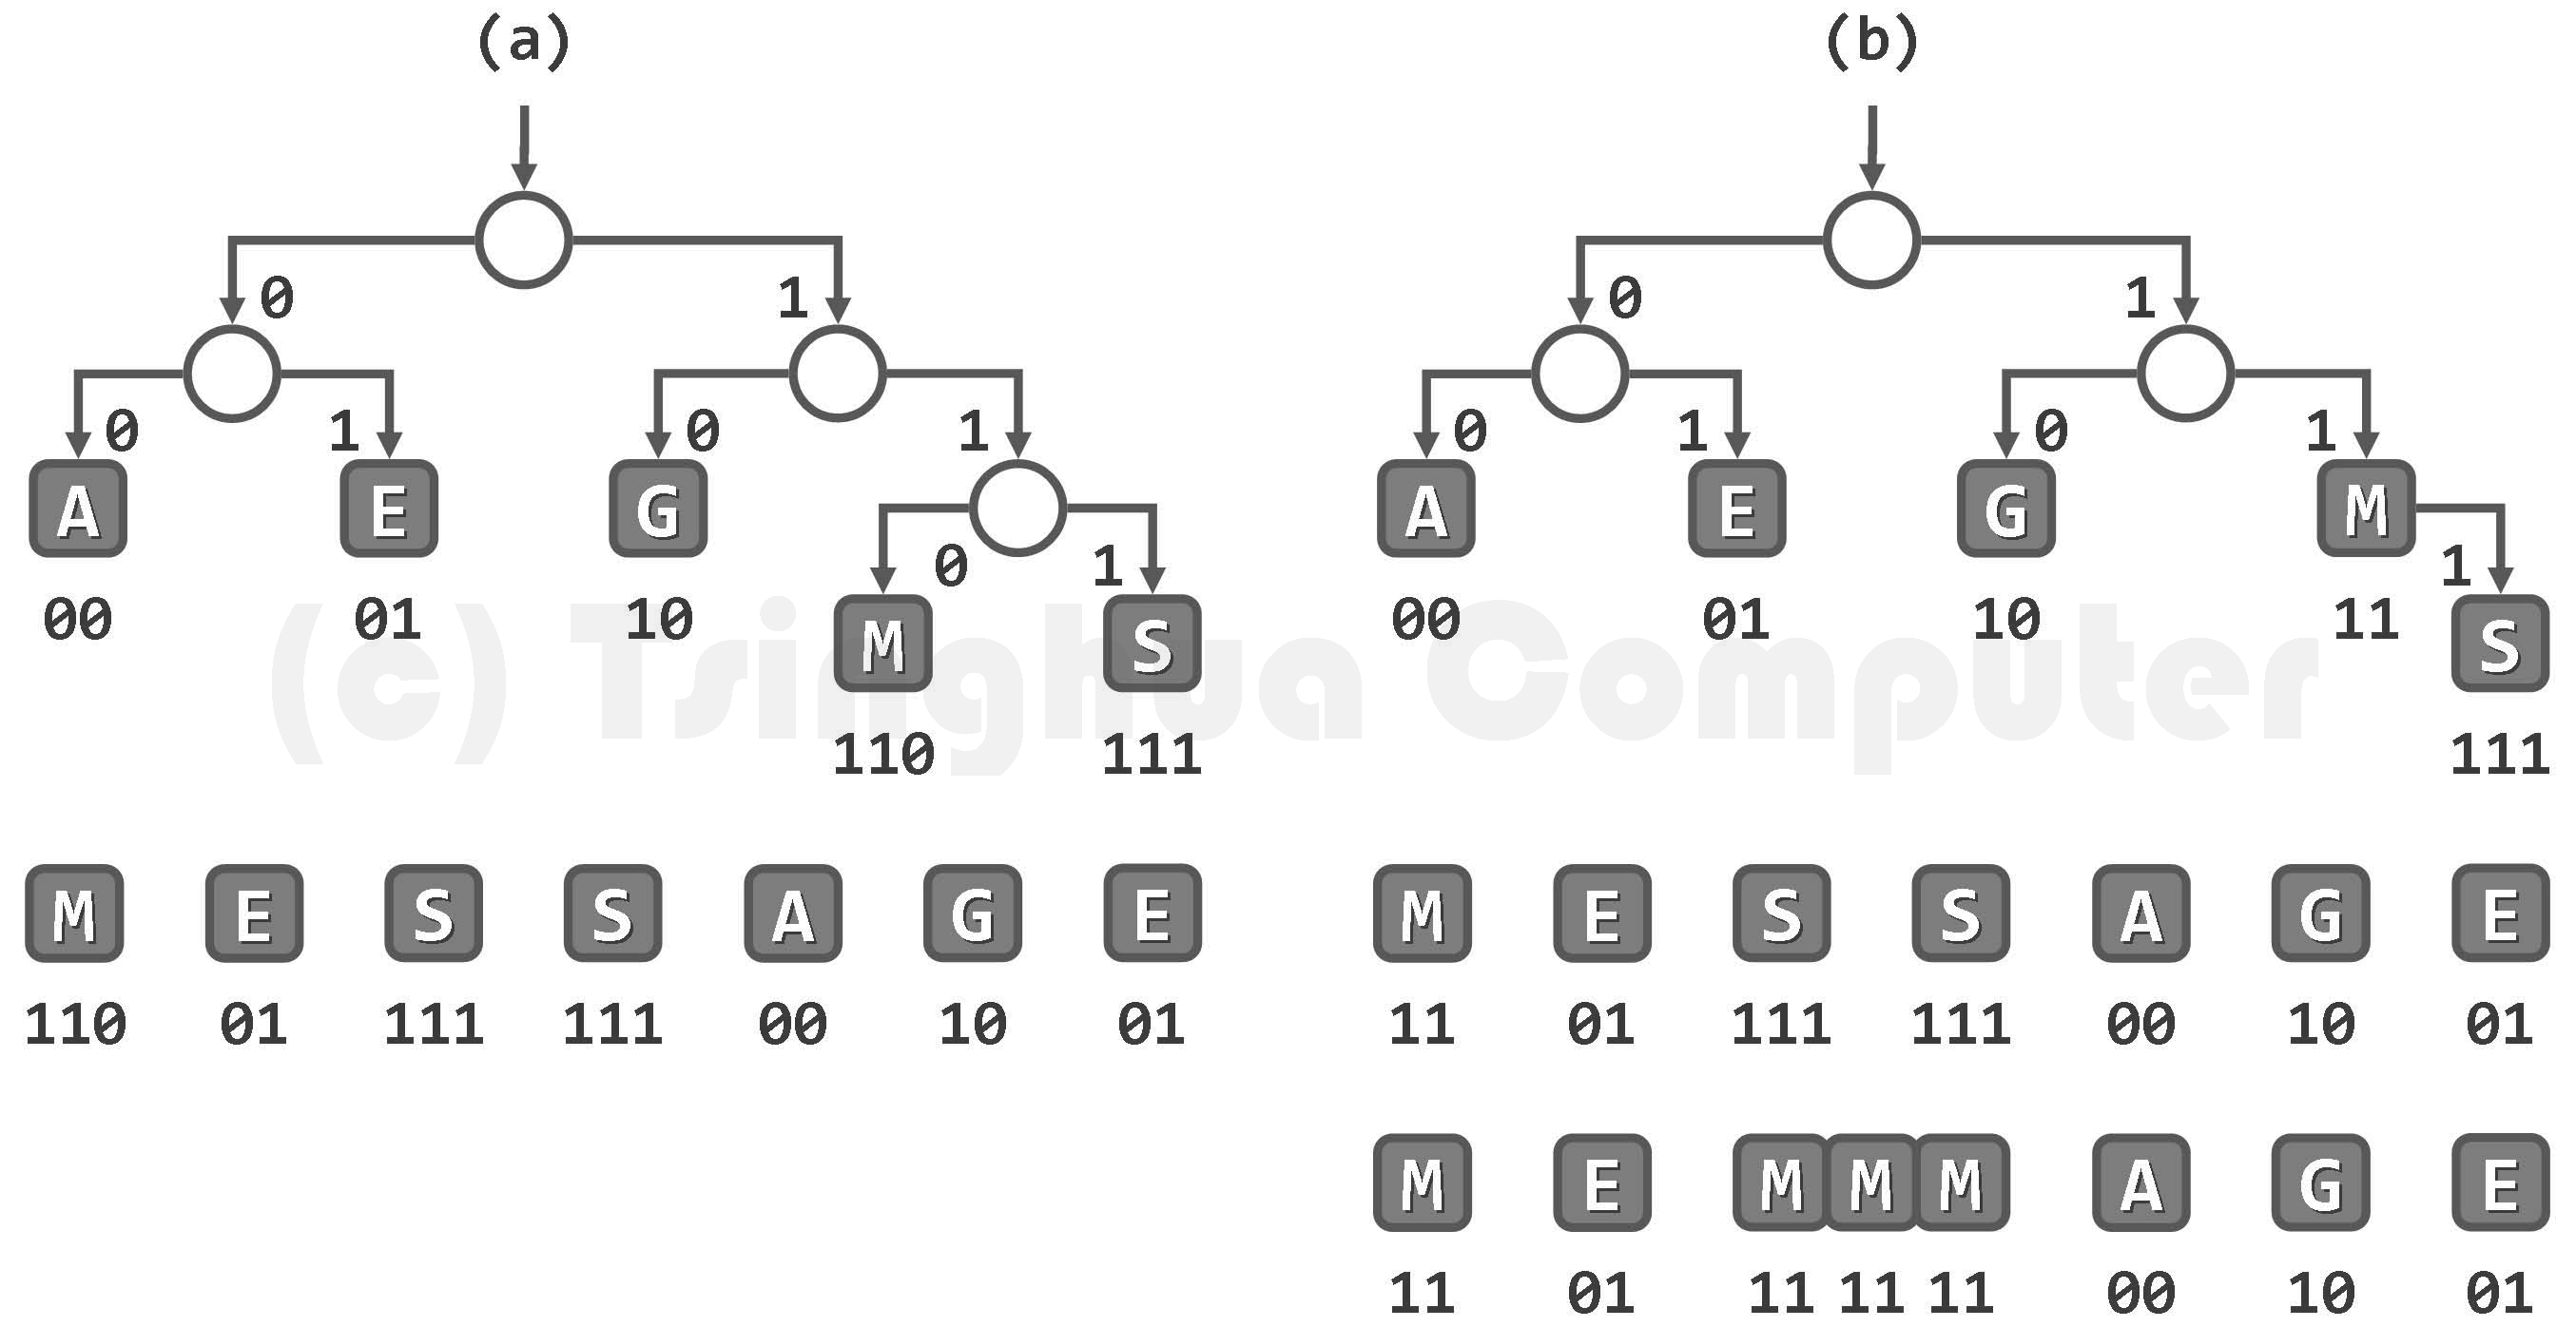 (a) (b)
0 1 0 1
0 1 0 1 0 1 0 1
A E G A E G M
0 1 1
00 01 10 00 01 10 11
M S S
110 111 111
(c) Tsinghua Computer
M E S S A G E M E S S A G E
110 01 111 111 00 10 01 11 01 111 111 00 10 01
M E M M M A G E
11 01 11 11 11 00 10 01